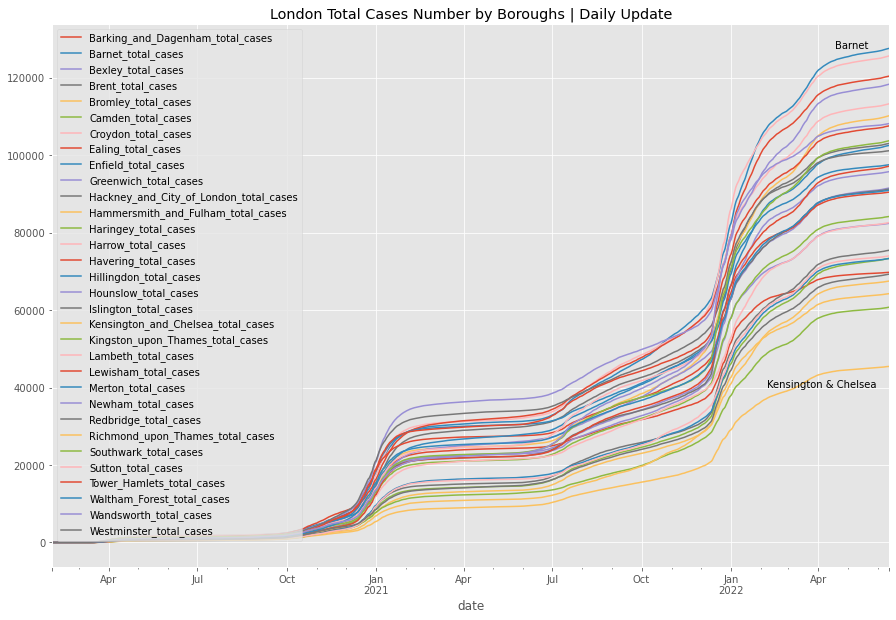 London Total Cases Number by Boroughs | Daily Update
Barking_and_Dagenham_total_cases
Barnet_total_cases
Bexley_total_cases
Brent_total_cases
Bromley_total_cases
Camden_total_cases
Croydon_total_cases
Ealing_total_cases
Enfield_total_cases
Greenwich_total_cases
Hackney_and_City_of_London_total_cases
Hammersmith_and_Fulham_total_cases
Haringey_total_cases
Harrow_total_cases
Havering_total_cases
Hillingdon_total_cases
Hounslow_total_cases
Islington_total_cases
Kensington_and_Chelsea_total_cases
Kingston_upon_Thames_total_cases
Lambeth_total_cases
Lewisham_total_cases
Merton_total_cases
Newham_total_cases
Redbridge_total_cases
Richmond_upon_Thames_total_cases
Southwark_total_cases
Sutton_total_cases
Tower_Hamlets_total_cases
Waltham_Forest_total_cases
Wandsworth_total_cases
Westminster_total_cases
Barnet
Kensington & Chelsea
120000
100000
80000
60000
40000
20000
0
Apr Jul Oct Jan Apr Jul Oct Jan Apr
2021 2022
date